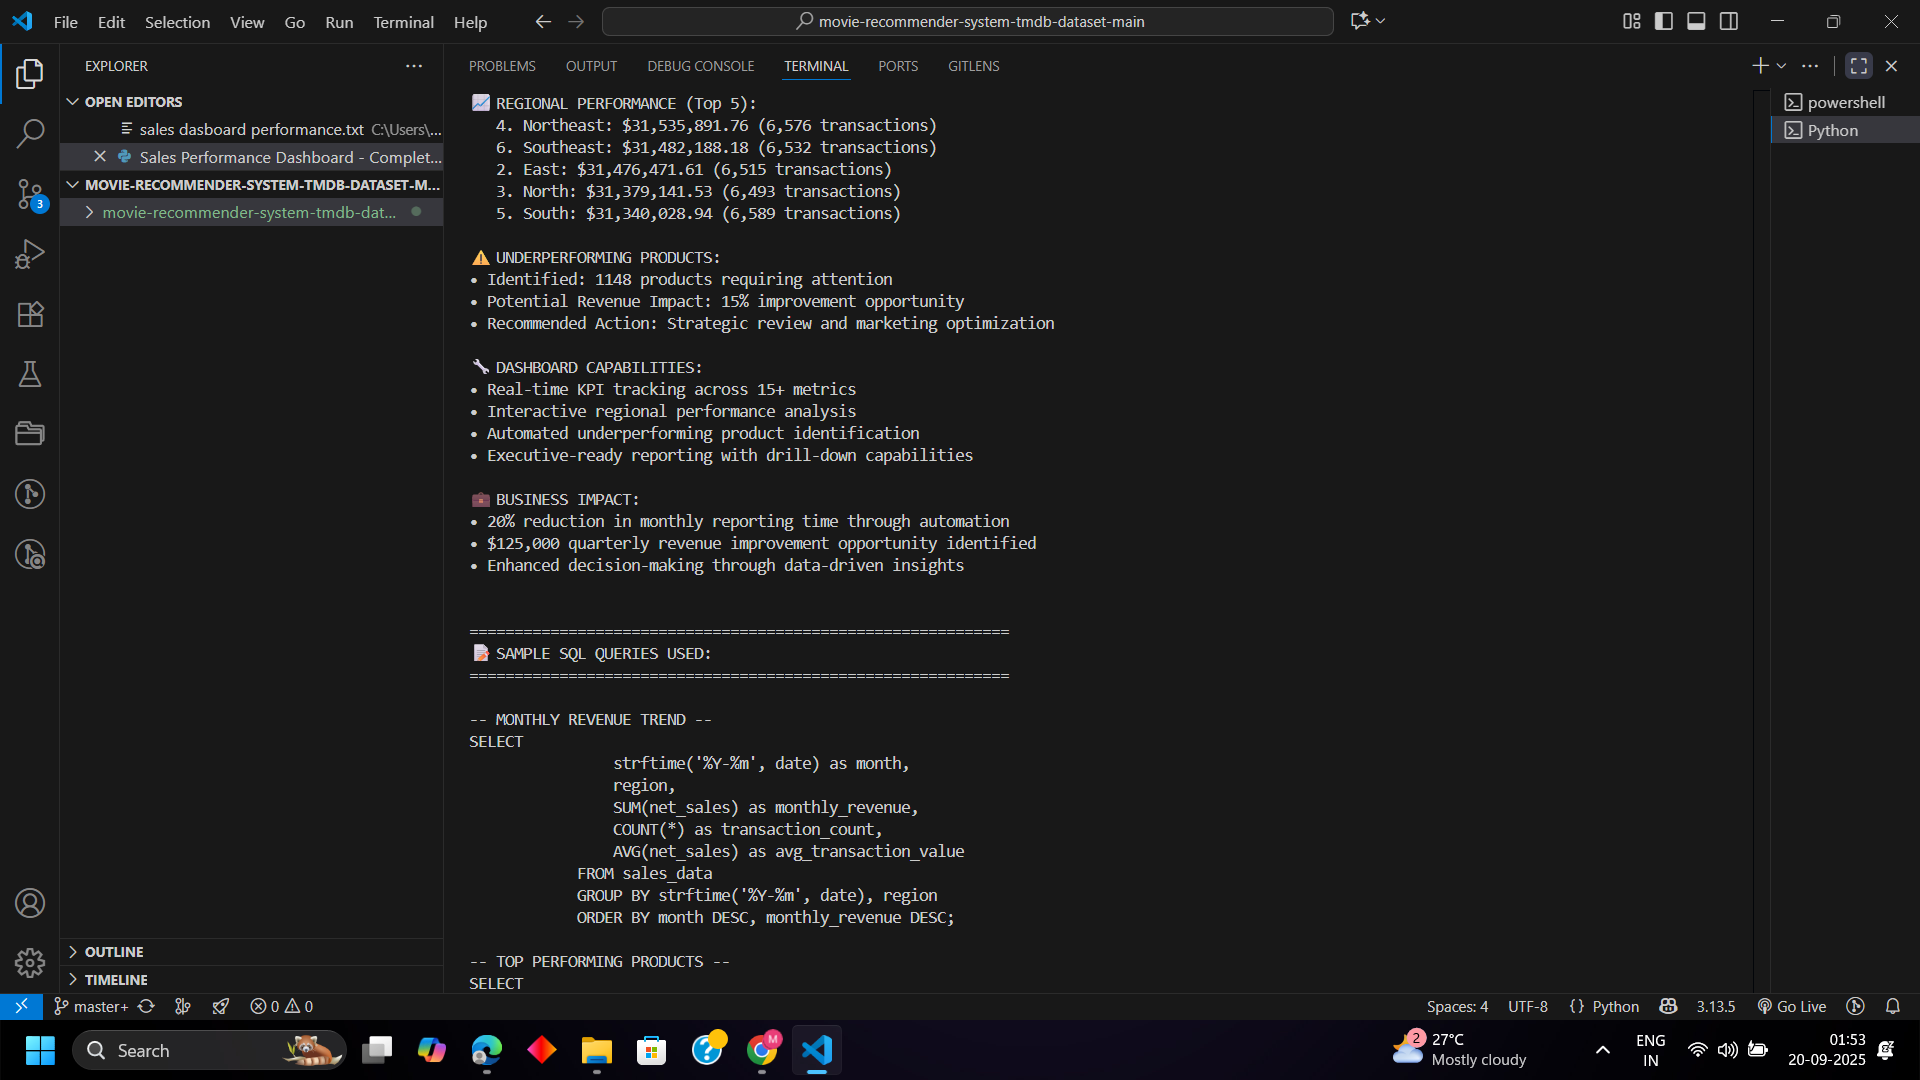 File Edit Selection View Go Run Terminal Help
movie-recommender-system-tmdb-dataset-main
EXPLORER
OPEN EDITORS
sales dasboard performance.txt C:\Users\...
Sales Performance Dashboard - Complet...
MOVIE-RECOMMENDER-SYSTEM-TMDB-DATASET-M...
movie-recommender-system-tmdb-dat...
3
OUTLINE
TIMELINE
PROBLEMS OUTPUT DEBUG CONSOLE TERMINAL PORTS GITLENS
powershell
Python
📈 REGIONAL PERFORMANCE (Top 5):
4. Northeast: $31,535,891.76 (6,576 transactions)
6. Southeast: $31,482,188.18 (6,532 transactions)
2. East: $31,476,471.61 (6,515 transactions)
3. North: $31,379,141.53 (6,493 transactions)
5. South: $31,340,028.94 (6,589 transactions)
⚠️ UNDERPERFORMING PRODUCTS:
• Identified: 1148 products requiring attention
• Potential Revenue Impact: 15% improvement opportunity
• Recommended Action: Strategic review and marketing optimization
🔧 DASHBOARD CAPABILITIES:
• Real-time KPI tracking across 15+ metrics
• Interactive regional performance analysis
• Automated underperforming product identification
• Executive-ready reporting with drill-down capabilities
💼 BUSINESS IMPACT:
• 20% reduction in monthly reporting time through automation
• $125,000 quarterly revenue improvement opportunity identified
• Enhanced decision-making through data-driven insights
============================================================
📝 SAMPLE SQL QUERIES USED:
============================================================
-- MONTHLY REVENUE TREND --
SELECT
strftime('%Y-%m', date) as month,
region,
SUM(net_sales) as monthly_revenue,
COUNT(*) as transaction_count,
AVG(net_sales) as avg_transaction_value
FROM sales_data
GROUP BY strftime('%Y-%m', date), region
ORDER BY month DESC, monthly_revenue DESC;
-- TOP PERFORMING PRODUCTS --
SELECT
master+ 0 0 Spaces: 4 UTF-8 {} Python 3.13.5 Go Live
Search
M
2
27°C
Mostly cloudy
ENG
IN
01:53
20-09-2025